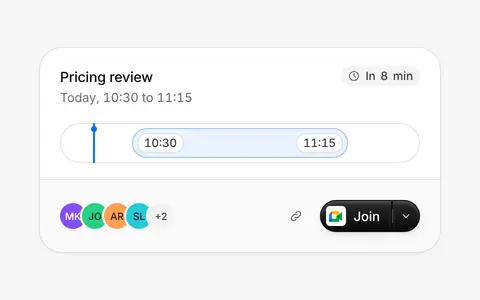 Pricing review
In 8 min
Today, 10:30 to 11:15
10:30
11:15
MK JO AR SL +2
Join